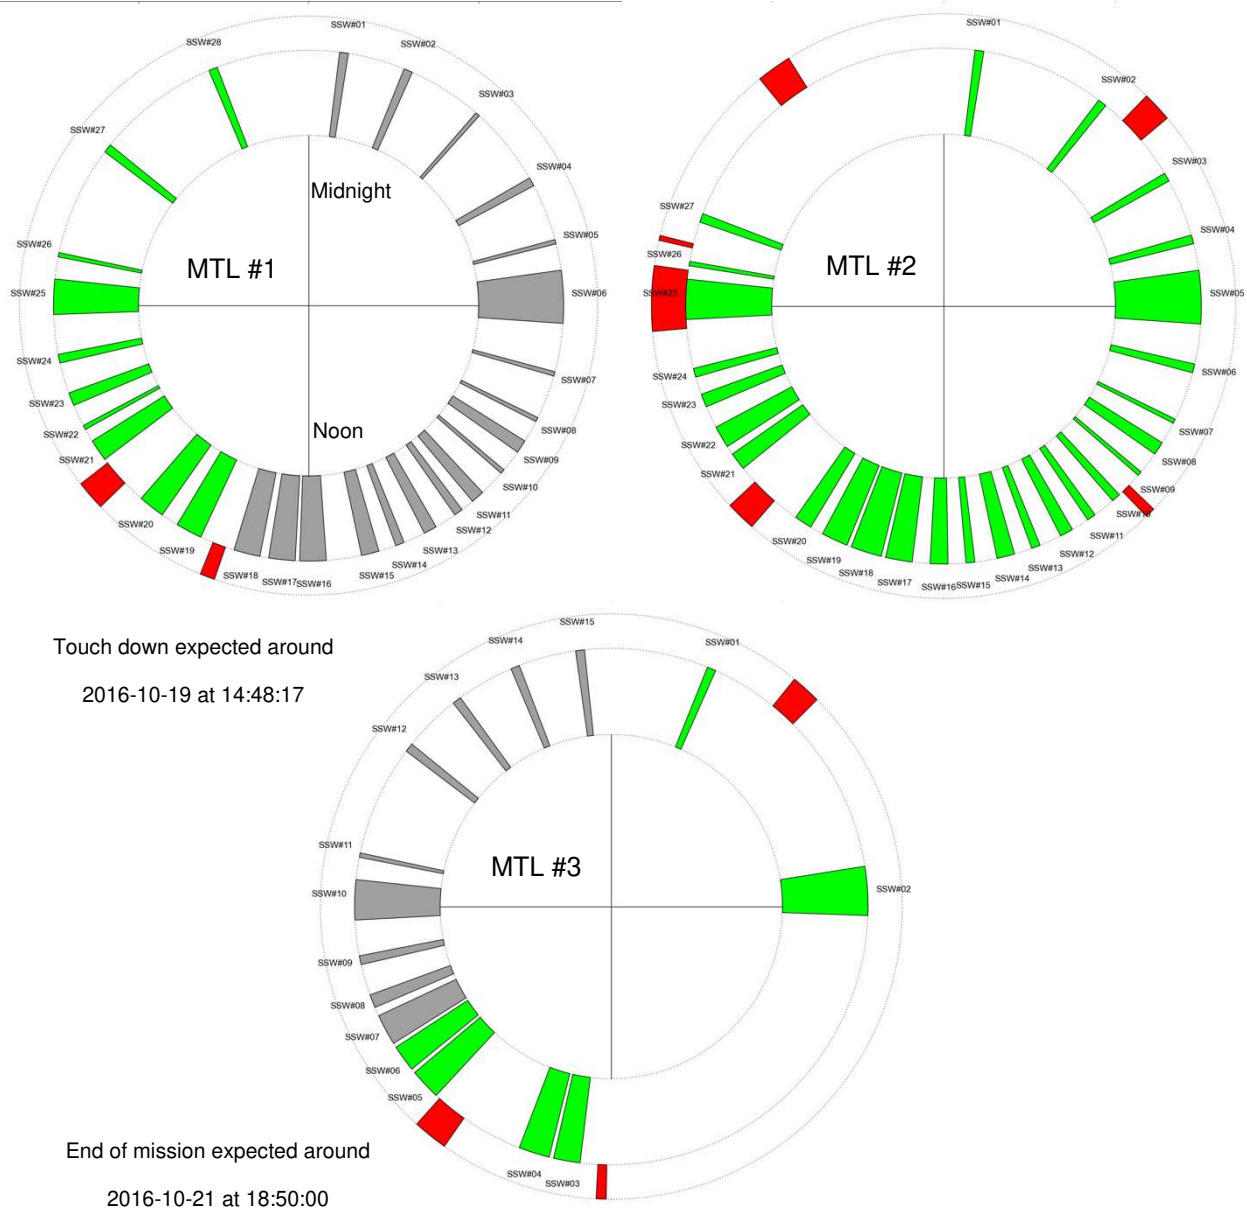 SSW#01
SSW#02
SSW#03
SSW#04
SSW#05
SSW#06
SSW#07
SSW#08
SSW#09
SSW#10
SSW#11
SSW#12
SSW#13
SSW#14
SSW#15
SSW#16
SSW#17
SSW#18
SSW#19
SSW#20
SSW#21
SSW#22
SSW#23
SSW#24
SSW#25
SSW#26
SSW#27
SSW#28
Midnight
MTL #1
Noon
SSW#01
SSW#02
SSW#03
SSW#04
SSW#05
SSW#06
SSW#07
SSW#08
SSW#09
SSW#10
SSW#11
SSW#12
SSW#13
SSW#14
SSW#15
SSW#16
SSW#17
SSW#18
SSW#19
SSW#20
SSW#21
SSW#22
SSW#23
SSW#24
SSW#25
SSW#26
SSW#27
MTL #2
Touch down expected around
2016-10-19 at 14:48:17
SSW#01
SSW#02
SSW#03
SSW#04
SSW#05
SSW#06
SSW#07
SSW#08
SSW#09
SSW#10
SSW#11
SSW#12
SSW#13
SSW#14
SSW#15
MTL #3
End of mission expected around
2016-10-21 at 18:50:00